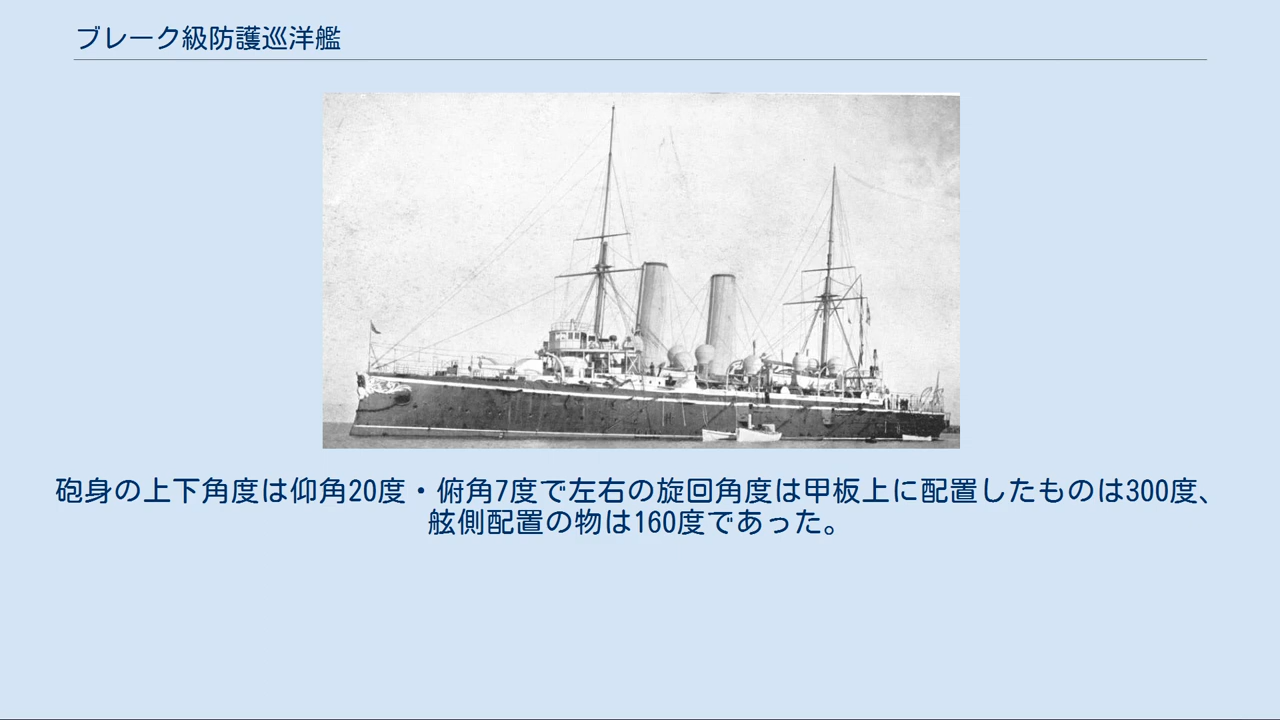 ブレーク級防護巡洋艦
砲身の上下角度は仰角20度・俯角7度で左右の旋回角度は甲板上に配置したものは300度、
舷側配置の物は160度であった。